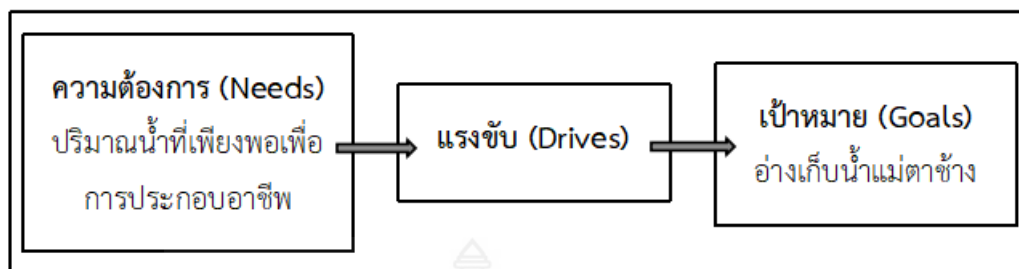 ความต้องการ (Needs)
ปริมาณน้ำที่เพียงพอเพื่อ
การประกอบอาชีพ
แรงขับ (Drives)
เป้าหมาย (Goals)
อ่างเก็บน้ำแม่ตาช้าง